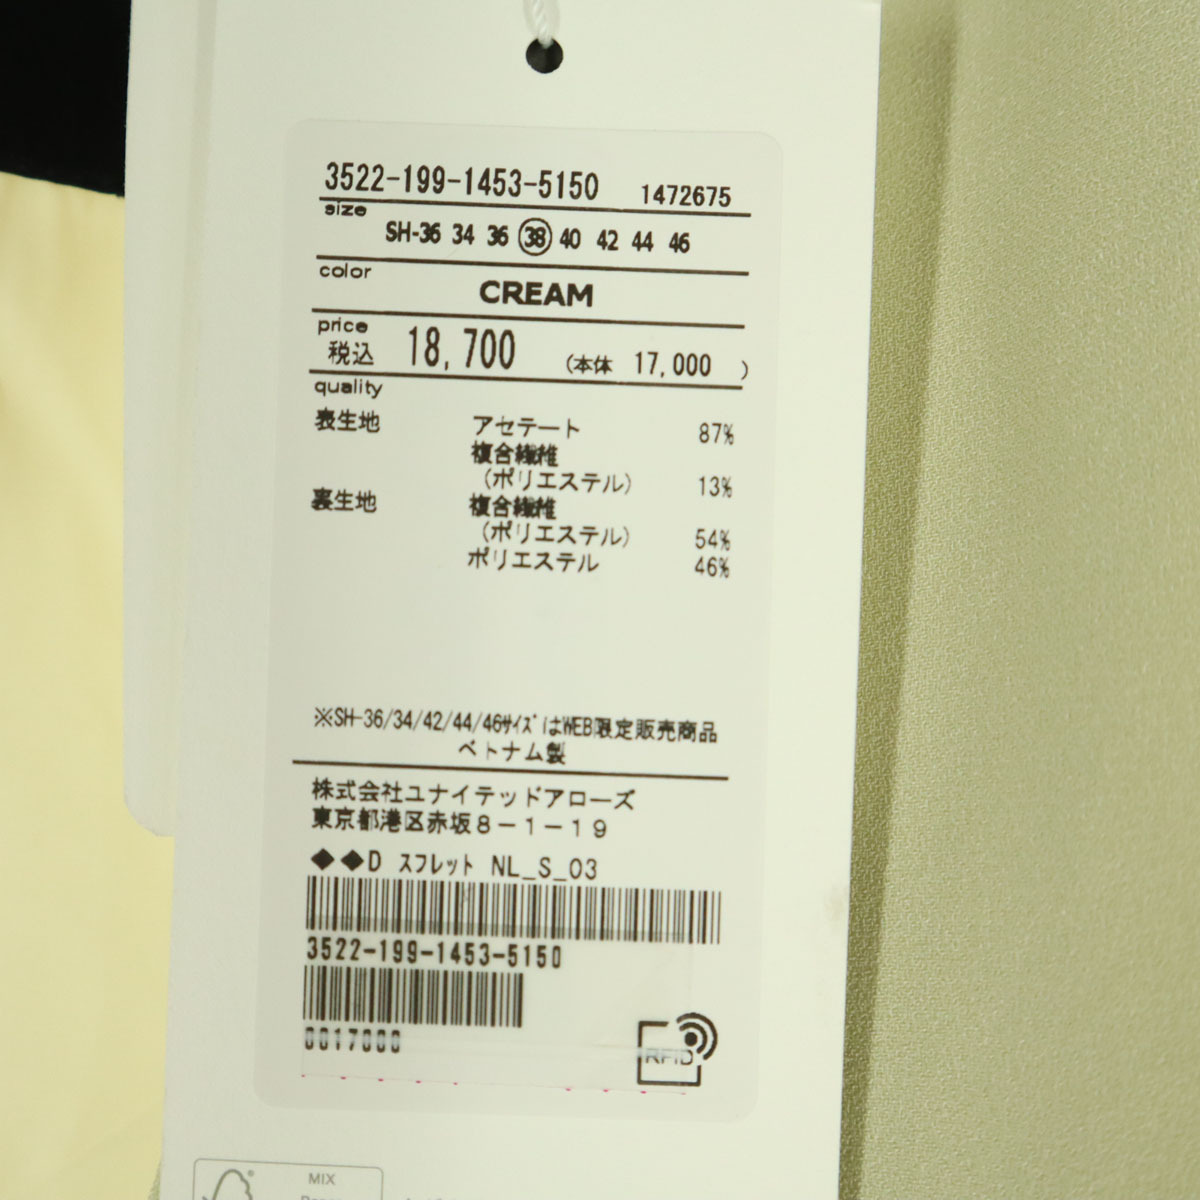 3522-199-1453-5150 1472675
size
SH-36 34 36 38 40 42 44 46
color
CREAM
price
税込 18,700 (本体 17,000 )
quality
表生地 アセテート 87%
複合繊維
(ポリエステル) 13%
裏生地 複合繊維
(ポリエステル) 54%
ポリエステル 46%
※SH-36/34/42/44/46サイズはWEB限定販売商品
ベトナム製
株式会社ユナイテッドアローズ
東京都港区赤坂8-1-19
◆◆D スフレット NL_S_03
3522-199-1453-5150
0017000
RFID
MIX